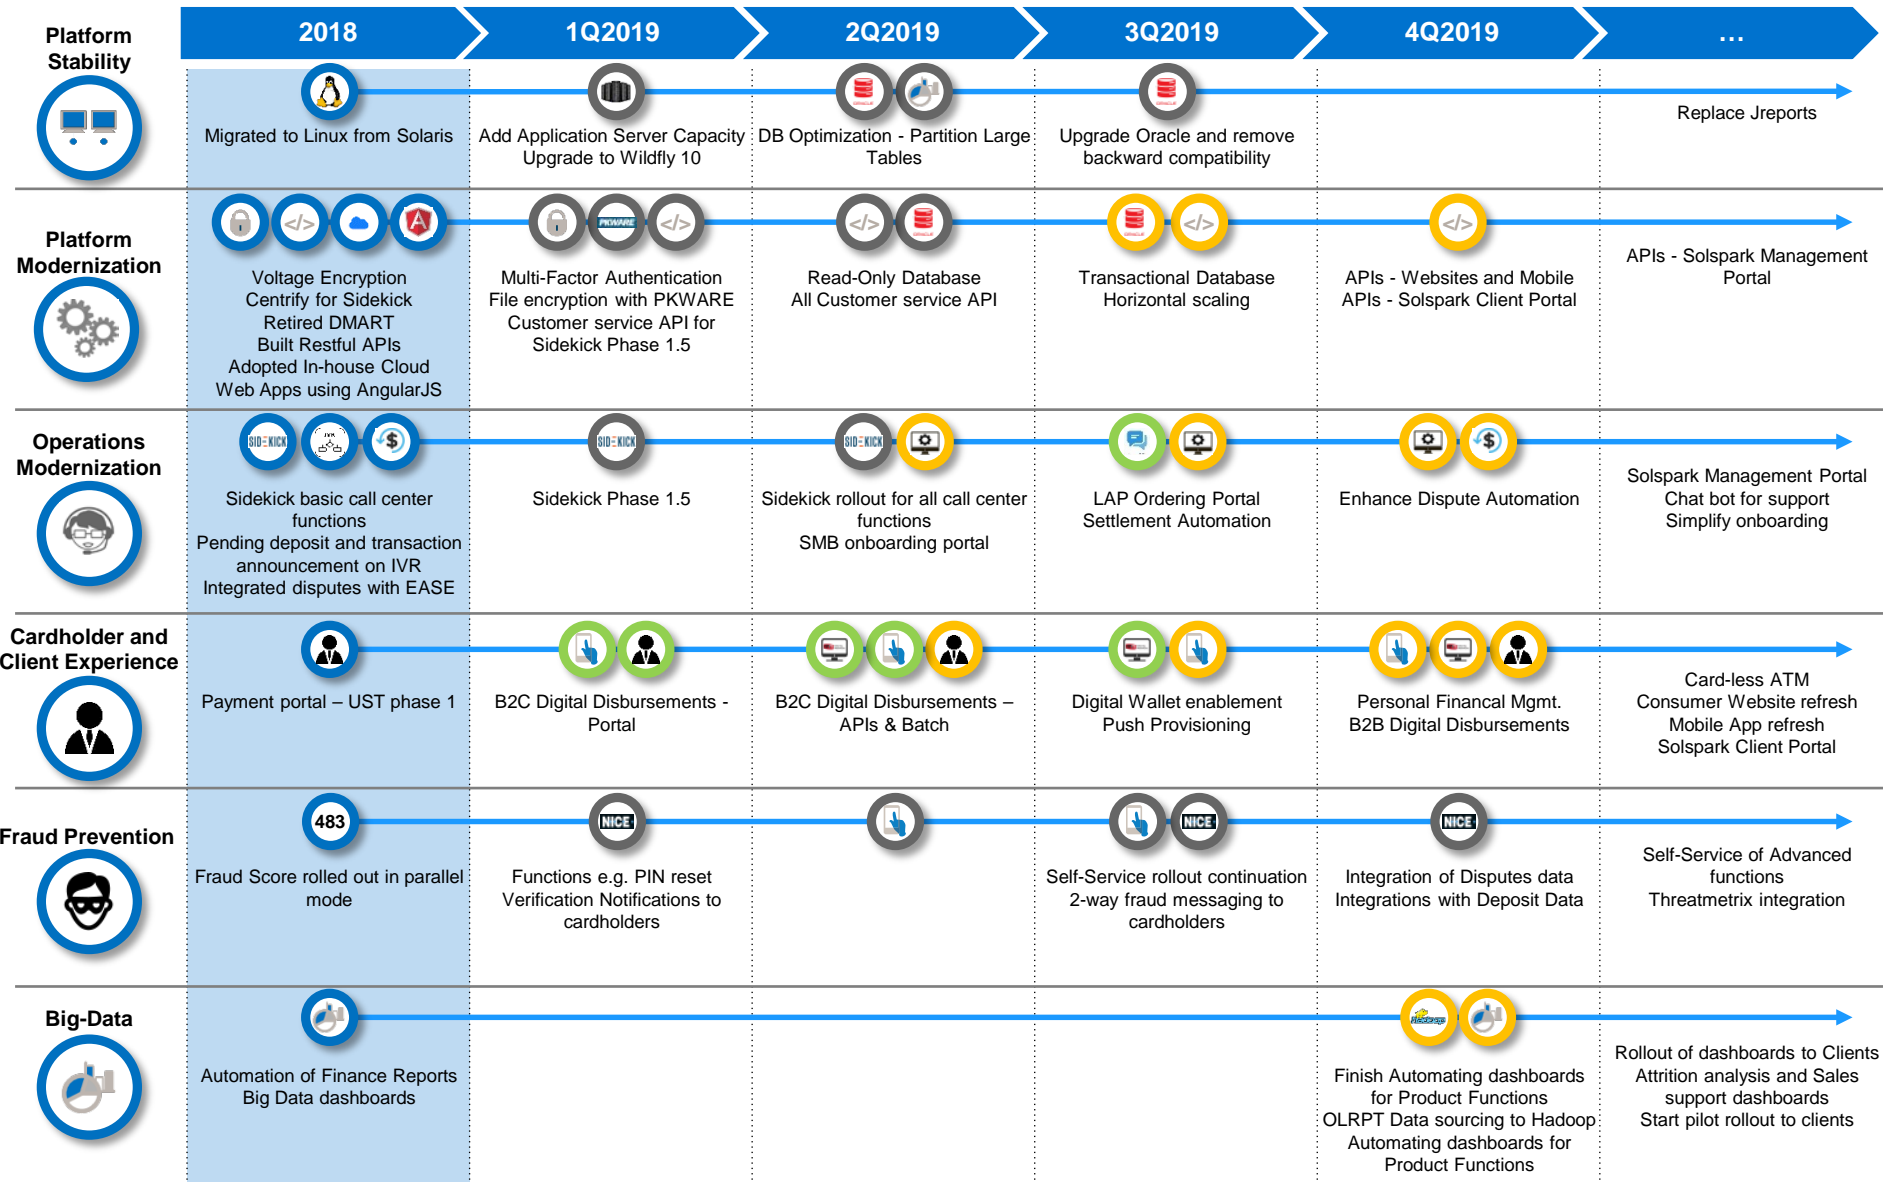 Platform
Stability
2018
1Q2019
2Q2019
3Q2019
4Q2019
...
Migrated to Linux from Solaris
Add Application Server Capacity
Upgrade to Wildfly 10
ORACLE
DB Optimization - Partition Large
Tables
ORACLE
Upgrade Oracle and remove
backward compatibility
Replace Jreports
Platform
Modernization
</>
A
Voltage Encryption
Centrify for Sidekick
Retired DMART
Built Restful APIs
Adopted In-house Cloud
Web Apps using AngularJS
PKWARE
</>
Multi-Factor Authentication
File encryption with PKWARE
Customer service API for
Sidekick Phase 1.5
</>
ORACLE
Read-Only Database
All Customer service API
ORACLE
</>
Transactional Database
Horizontal scaling
</>
APIs - Websites and Mobile
APIs - Solspark Client Portal
APIs - Solspark Management
Portal
Operations
Modernization
SIDEKICK
IVR
$
Sidekick basic call center
functions
Pending deposit and transaction
announcement on IVR
Integrated disputes with EASE
SIDEKICK
Sidekick Phase 1.5
SIDEKICK
Sidekick rollout for all call center
functions
SMB onboarding portal
LAP Ordering Portal
Settlement Automation
$
Enhance Dispute Automation
Solspark Management Portal
Chat bot for support
Simplify onboarding
Cardholder and
Client Experience
Payment portal – UST phase 1
B2C Digital Disbursements -
Portal
B2C Digital Disbursements –
APIs & Batch
Digital Wallet enablement
Push Provisioning
Personal Financal Mgmt.
B2B Digital Disbursements
Card-less ATM
Consumer Website refresh
Mobile App refresh
Solspark Client Portal
Fraud Prevention
483
Fraud Score rolled out in parallel
mode
NICE
Functions e.g. PIN reset
Verification Notifications to
cardholders
NICE
Self-Service rollout continuation
2-way fraud messaging to
cardholders
NICE
Integration of Disputes data
Integrations with Deposit Data
Self-Service of Advanced
functions
Threatmetrix integration
Big-Data
Automation of Finance Reports
Big Data dashboards
hadoop
Finish Automating dashboards
for Product Functions
OLRPT Data sourcing to Hadoop
Automating dashboards for
Product Functions
Rollout of dashboards to Clients
Attrition analysis and Sales
support dashboards
Start pilot rollout to clients